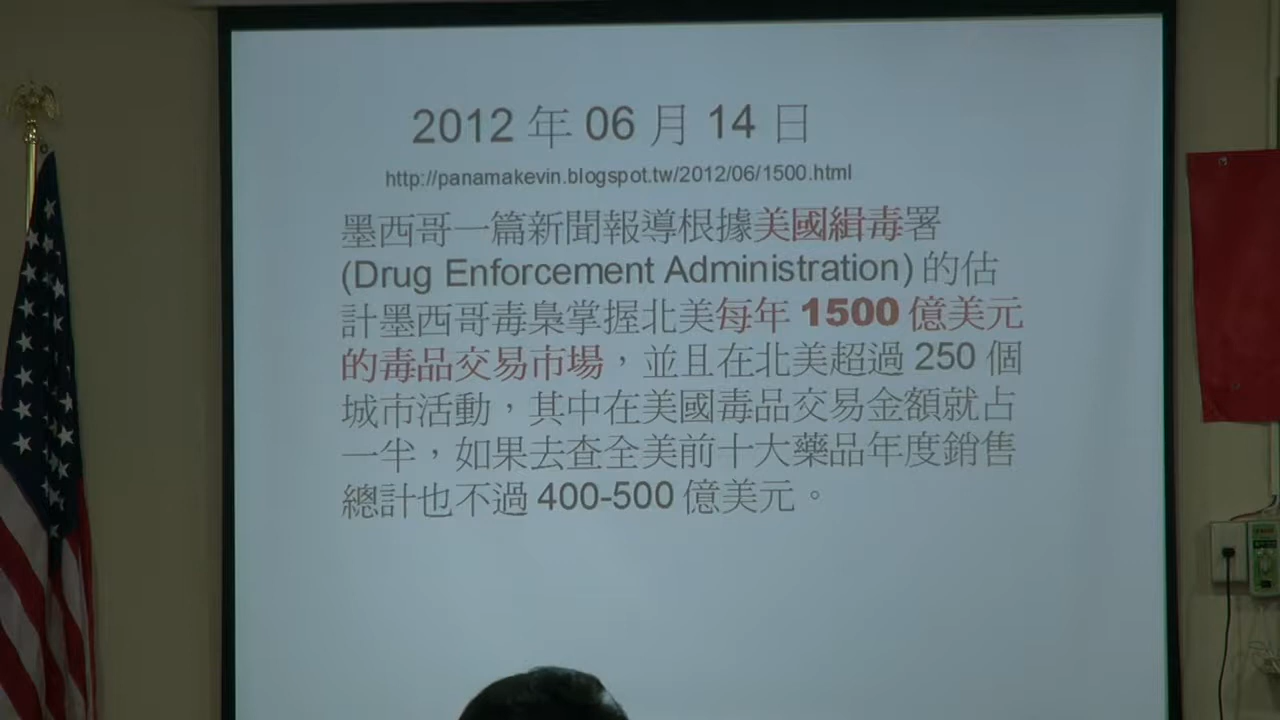 2012 年 06 月 14 日
http://panamakevin.blogspot.tw/2012/06/1500.html
墨西哥一篇新聞報導根據美國緝毒署
(Drug Enforcement Administration) 的估
計墨西哥毒梟掌握北美每年 1500 億美元
的毒品交易市場，並且在北美超過 250 個
城市活動，其中在美國毒品交易金額就占
一半，如果去查全美前十大藥品年度銷售
總計也不過 400-500 億美元。